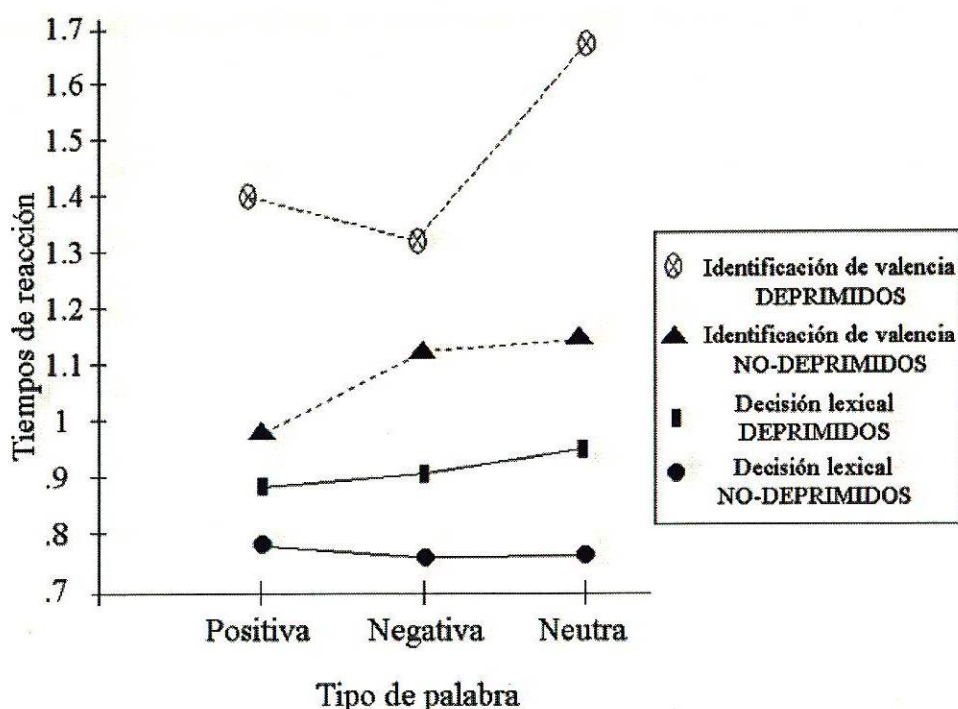 1.7
1.6
1.5
1.4
1.3
1.2
1.1
1
.9
.8
.7
Tiempos de reacción
Positiva
Negativa
Neutra
Tipo de palabra
Identificación de valencia
DEPRIMIDOS
Identificación de valencia
NO-DEPRIMIDOS
Decisión lexical
DEPRIMIDOS
Decisión lexical
NO-DEPRIMIDOS